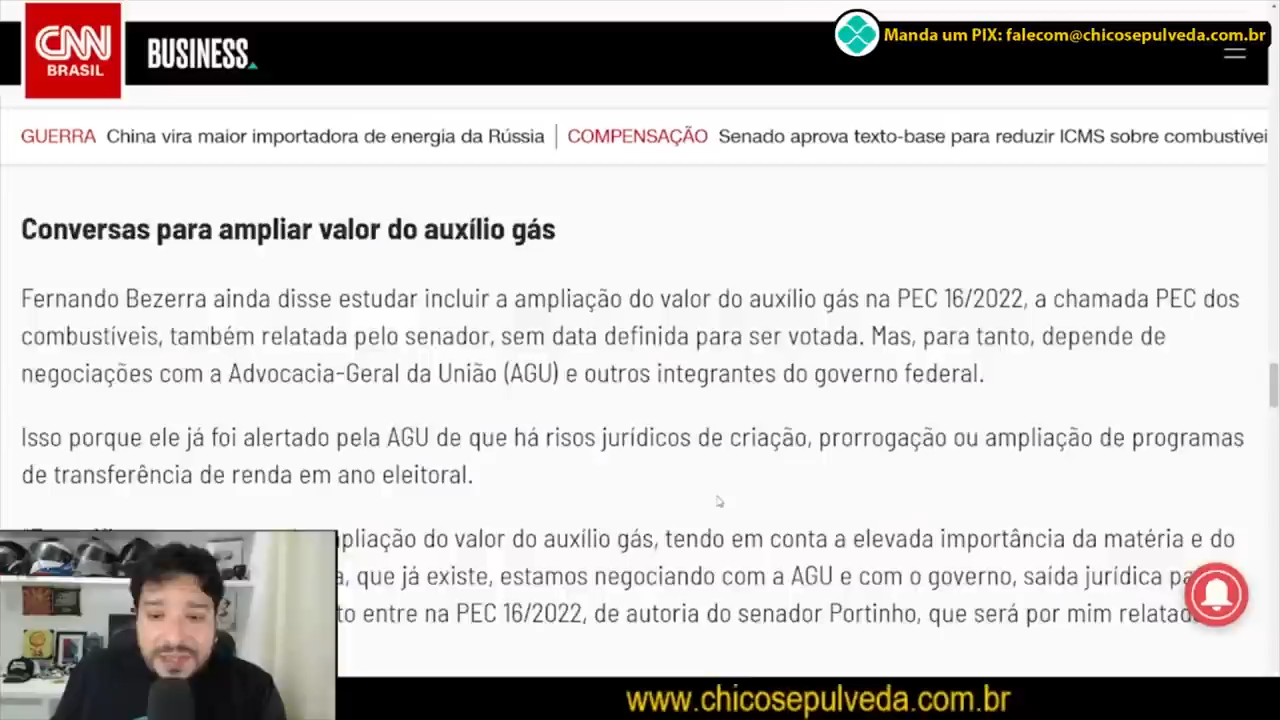 CNN
BRASIL
BUSINESS
Manda um PIX: falecom@chicosepulveda.com.br
GUERRA China vira maior importadora de energia da Rússia | COMPENSAÇÃO Senado aprova texto-base para reduzir ICMS sobre combustívei
Conversas para ampliar valor do auxílio gás
Fernando Bezerra ainda disse estudar incluir a ampliação do valor do auxílio gás na PEC 16/2022, a chamada PEC dos
combustíveis, também relatada pelo senador, sem data definida para ser votada. Mas, para tanto, depende de
negociações com a Advocacia-Geral da União (AGU) e outros integrantes do governo federal.
Isso porque ele já foi alertado pela AGU de que há risos jurídicos de criação, prorrogação ou ampliação de programas
de transferência de renda em ano eleitoral.
pliação do valor do auxílio gás, tendo em conta a elevada importância da matéria e do
a, que já existe, estamos negociando com a AGU e com o governo, saída jurídica pa
to entre na PEC 16/2022, de autoria do senador Portinho, que será por mim relatad
www.chicosepulveda.com.br